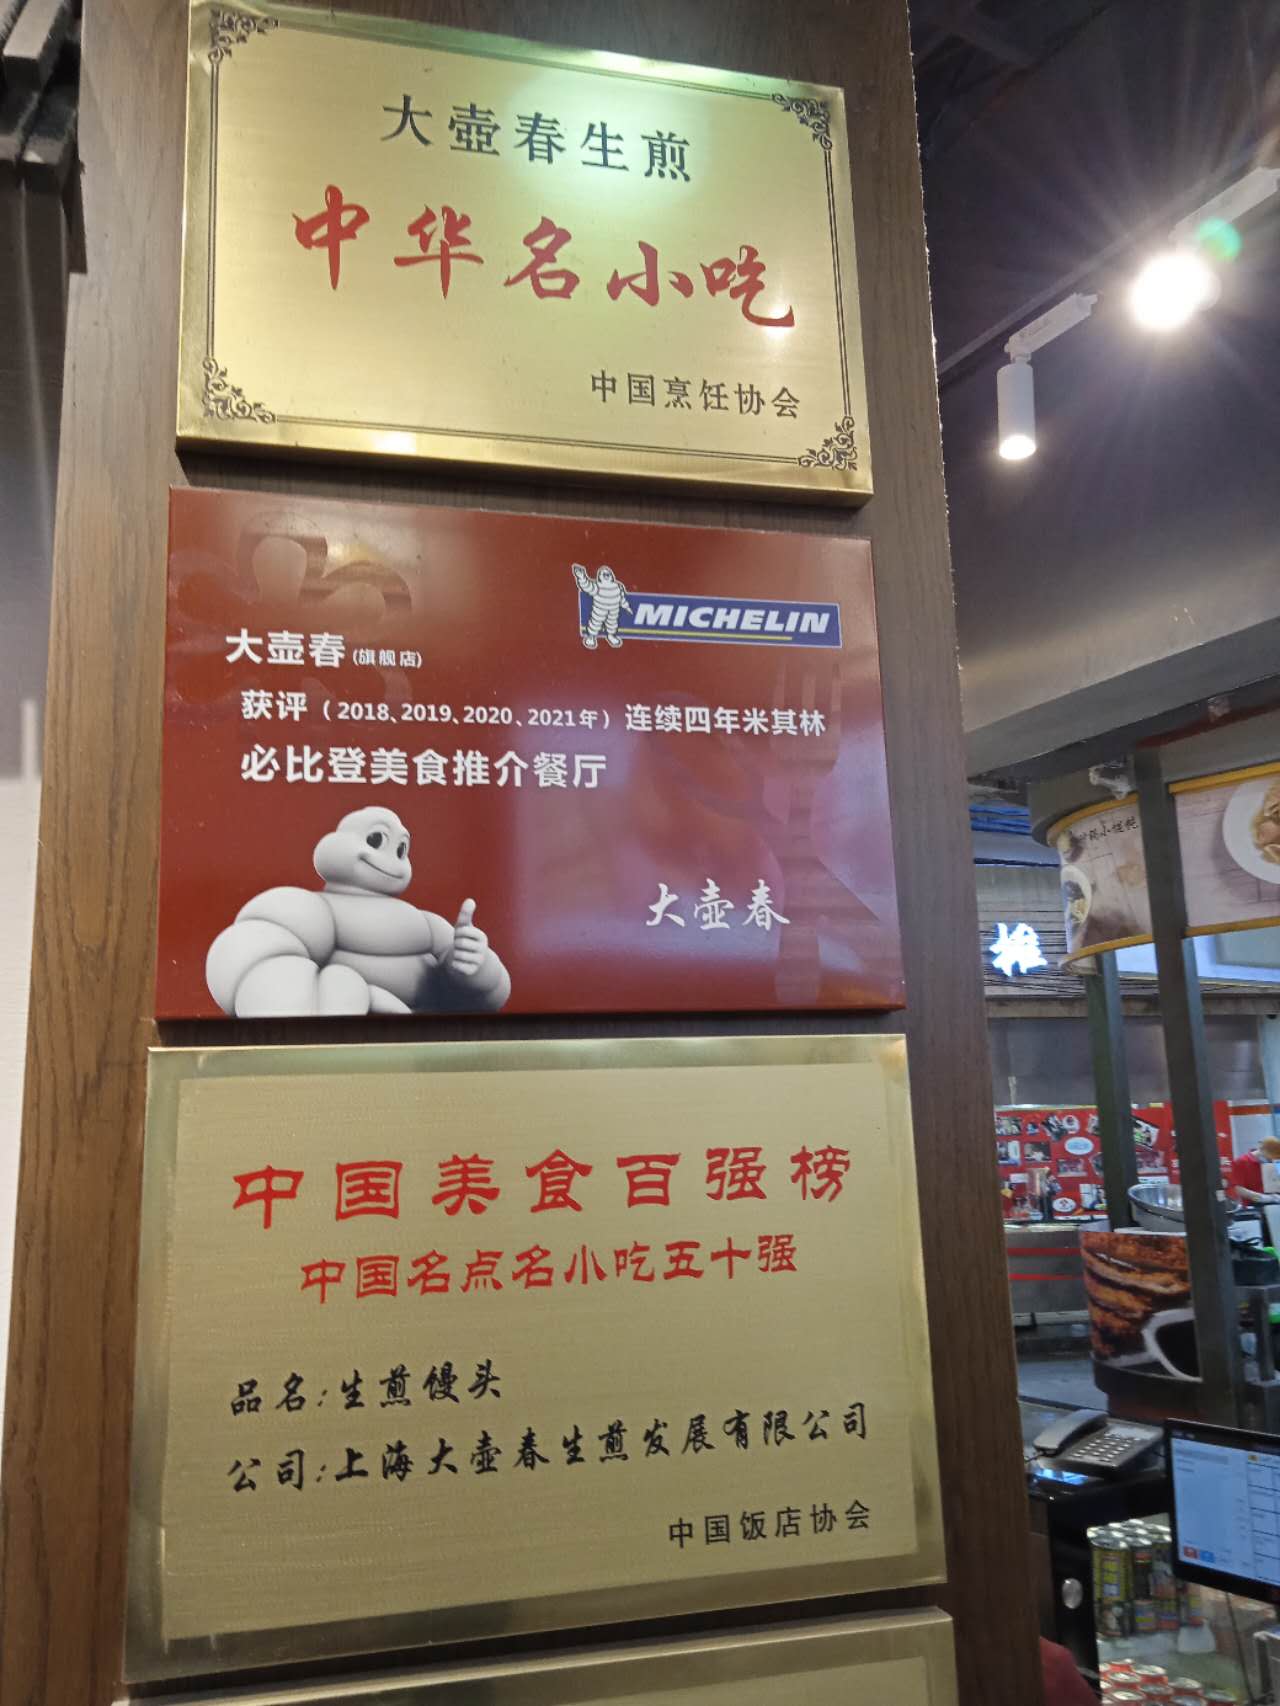 大壺春生煎
中华名小吃
中国烹饪协会
MICHELIN
大壶春(旗舰店)
获评（2018、2019、2020、2021年）连续四年米其林
必比登美食推介餐厅
大壺春
中国美食百强榜
中国名点名小吃五十强
品名:生煎馒头
公司:上海大壶春生煎发展有限公司
中国饭店协会